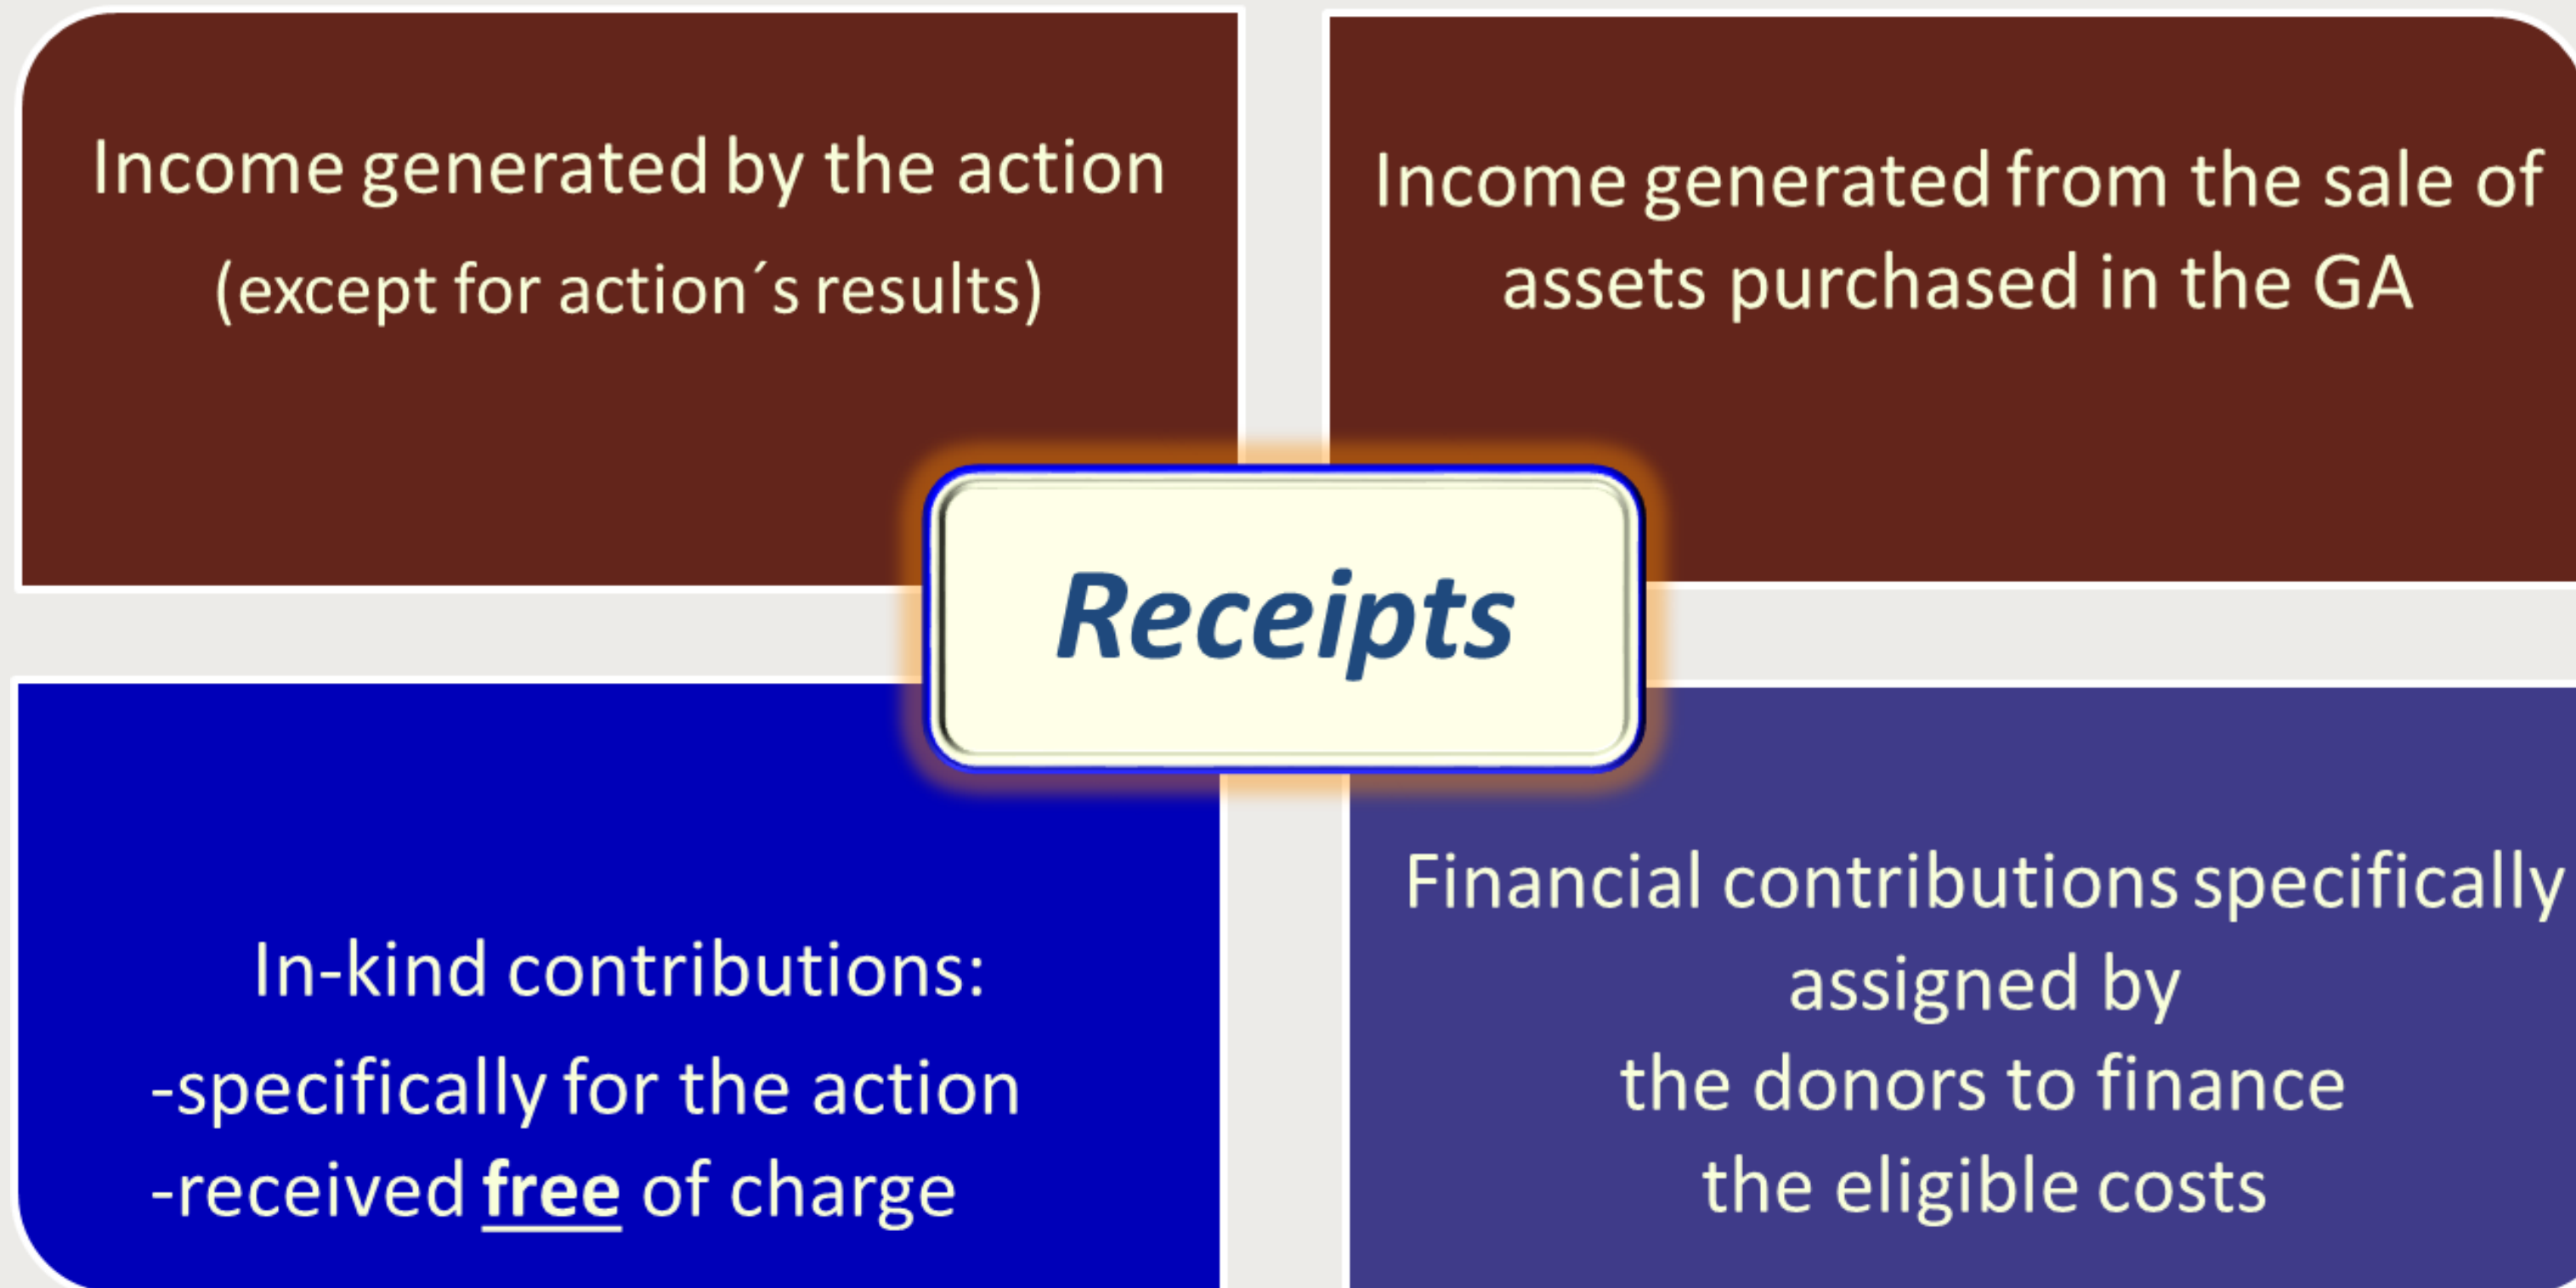 Income generated by the action
(except for action´s results)
Income generated from the sale of
assets purchased in the GA
Receipts
In-kind contributions:
-specifically for the action
-received free of charge
Financial contributions specifically
assigned by
the donors to finance
the eligible costs